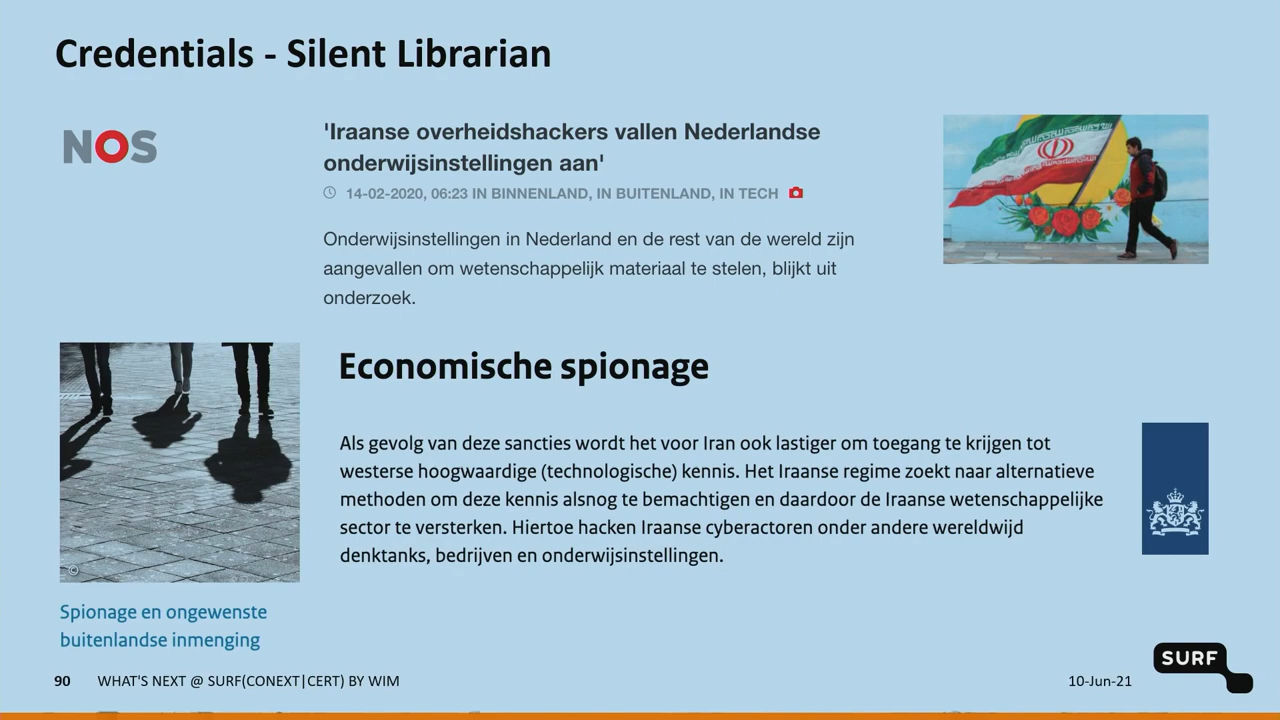 Credentials - Silent Librarian
NOS
'Iraanse overheidshackers vallen Nederlandse
onderwijsinstellingen aan'
14-02-2020, 06:23 IN BINNENLAND, IN BUITENLAND, IN TECH
Onderwijsinstellingen in Nederland en de rest van de wereld zijn
aangevallen om wetenschappelijk materiaal te stelen, blijkt uit
onderzoek.
Economische spionage
Als gevolg van deze sancties wordt het voor Iran ook lastiger om toegang te krijgen tot
westerse hoogwaardige (technologische) kennis. Het Iraanse regime zoekt naar alternatieve
methoden om deze kennis alsnog te bemachtigen en daardoor de Iraanse wetenschappelijke
sector te versterken. Hiertoe hacken Iraanse cyberactoren onder andere wereldwijd
denktanks, bedrijven en onderwijsinstellingen.
©
Spionage en ongewenste
buitenlandse inmenging
90 WHAT'S NEXT @ SURF(CONEXT|CERT) BY WIM
10-Jun-21
SURF